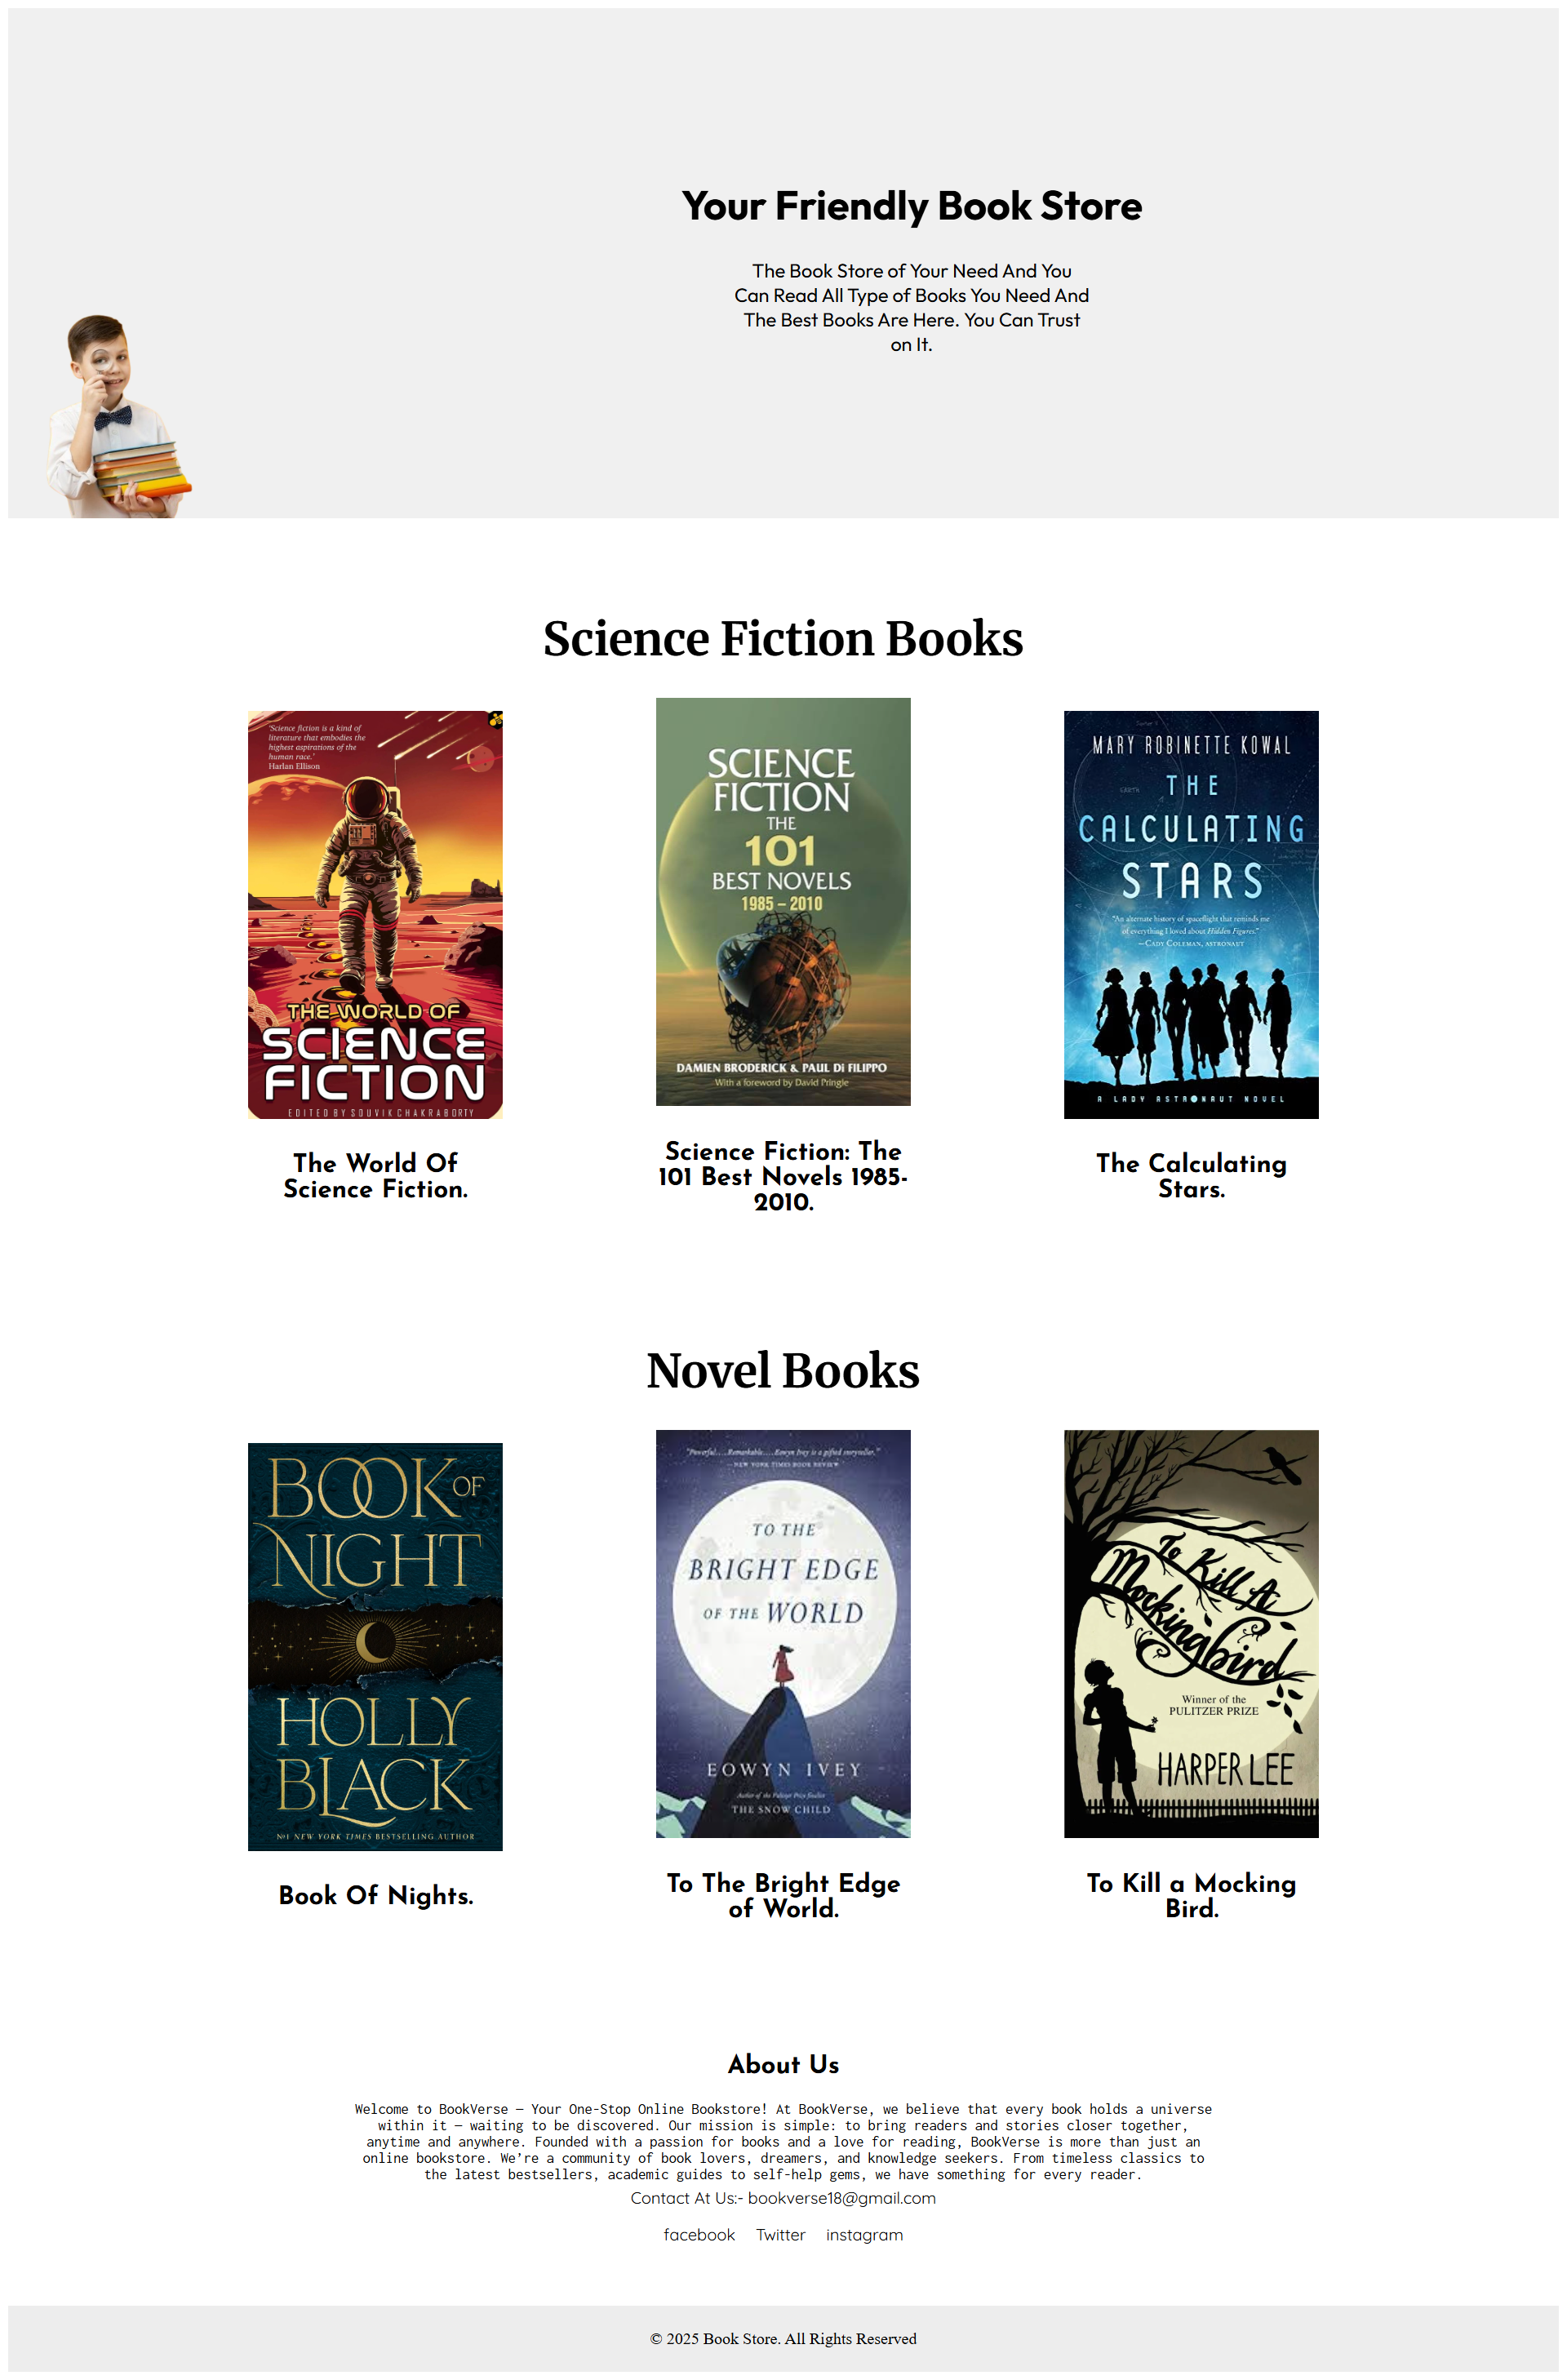 Your Friendly Book Store
The Book Store of Your Need And You
Can Read All Type of Books You Need And
The Best Books Are Here. You Can Trust
on It.
Science Fiction Books
'Science fiction is a kind of
literature that embodies the
highest aspirations of the
human race.'
Harlan Ellison
THE WORLD OF
SCIENCE
FICTION
EDITED BY SOUVIK CHAKRABORTY
The World Of
Science Fiction.
SCIENCE
FICTION
THE
101
BEST NOVELS
1985 – 2010
DAMIEN BRODERICK & PAUL Di FILIPPO
With a foreword by David Pringle
Science Fiction: The
101 Best Novels 1985-
2010.
MARY ROBINETTE KOWAL
EARTH
THE
CALCULATING
STARS
"An alternate history of spaceflight that reminds me
of everything I loved about Hidden Figures."
—CADY COLEMAN, ASTRONAUT
A LADY ASTRONAUT NOVEL
The Calculating
Stars.
Novel Books
BOOK OF
NIGHT
HOLLY
BLACK
Nº1 NEW YORK TIMES BESTSELLING AUTHOR
Book Of Nights.
"Powerful....Remarkable....Eowyn Ivey is a gifted storyteller."
—NEW YORK TIMES BOOK REVIEW
TO THE
BRIGHT EDGE
OF THE WORLD
EOWYN IVEY
Author of the Pulitzer Prize finalist
THE SNOW CHILD
To The Bright Edge
of World.
To Kill A
Mockingbird
Winner of the
PULITZER PRIZE
HARPER LEE
To Kill a Mocking
Bird.
About Us
Welcome to BookVerse – Your One-Stop Online Bookstore! At BookVerse, we believe that every book holds a universe
within it – waiting to be discovered. Our mission is simple: to bring readers and stories closer together,
anytime and anywhere. Founded with a passion for books and a love for reading, BookVerse is more than just an
online bookstore. We’re a community of book lovers, dreamers, and knowledge seekers. From timeless classics to
the latest bestsellers, academic guides to self-help gems, we have something for every reader.
Contact At Us:- bookverse18@gmail.com
facebook Twitter instagram
© 2025 Book Store. All Rights Reserved